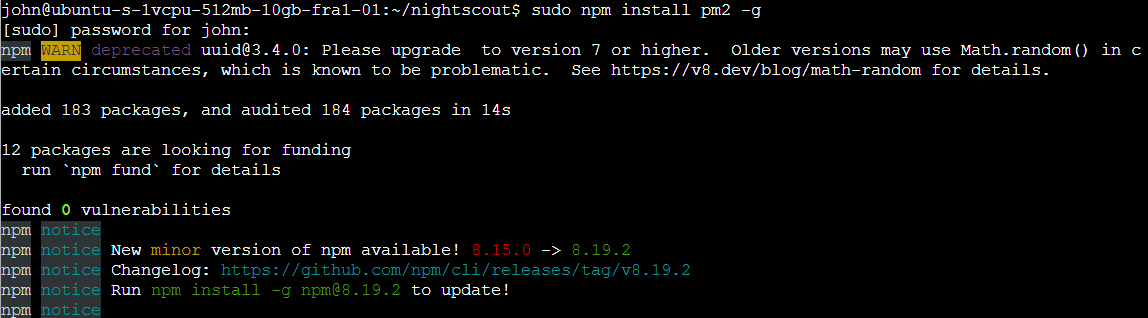 john@ubuntu-s-1vcpu-512mb-10gb-fra1-01:~/nightscout$ sudo npm install pm2 -g
[sudo] password for john:
npm WARN deprecated uuid@3.4.0: Please upgrade  to version 7 or higher.  Older versions may use Math.random() in c
ertain circumstances, which is known to be problematic.  See https://v8.dev/blog/math-random for details.

added 183 packages, and audited 184 packages in 14s

12 packages are looking for funding
  run `npm fund` for details

found 0 vulnerabilities
npm notice
npm notice New minor version of npm available! 8.15.0 -> 8.19.2
npm notice Changelog: https://github.com/npm/cli/releases/tag/v8.19.2
npm notice Run npm install -g npm@8.19.2 to update!
npm notice